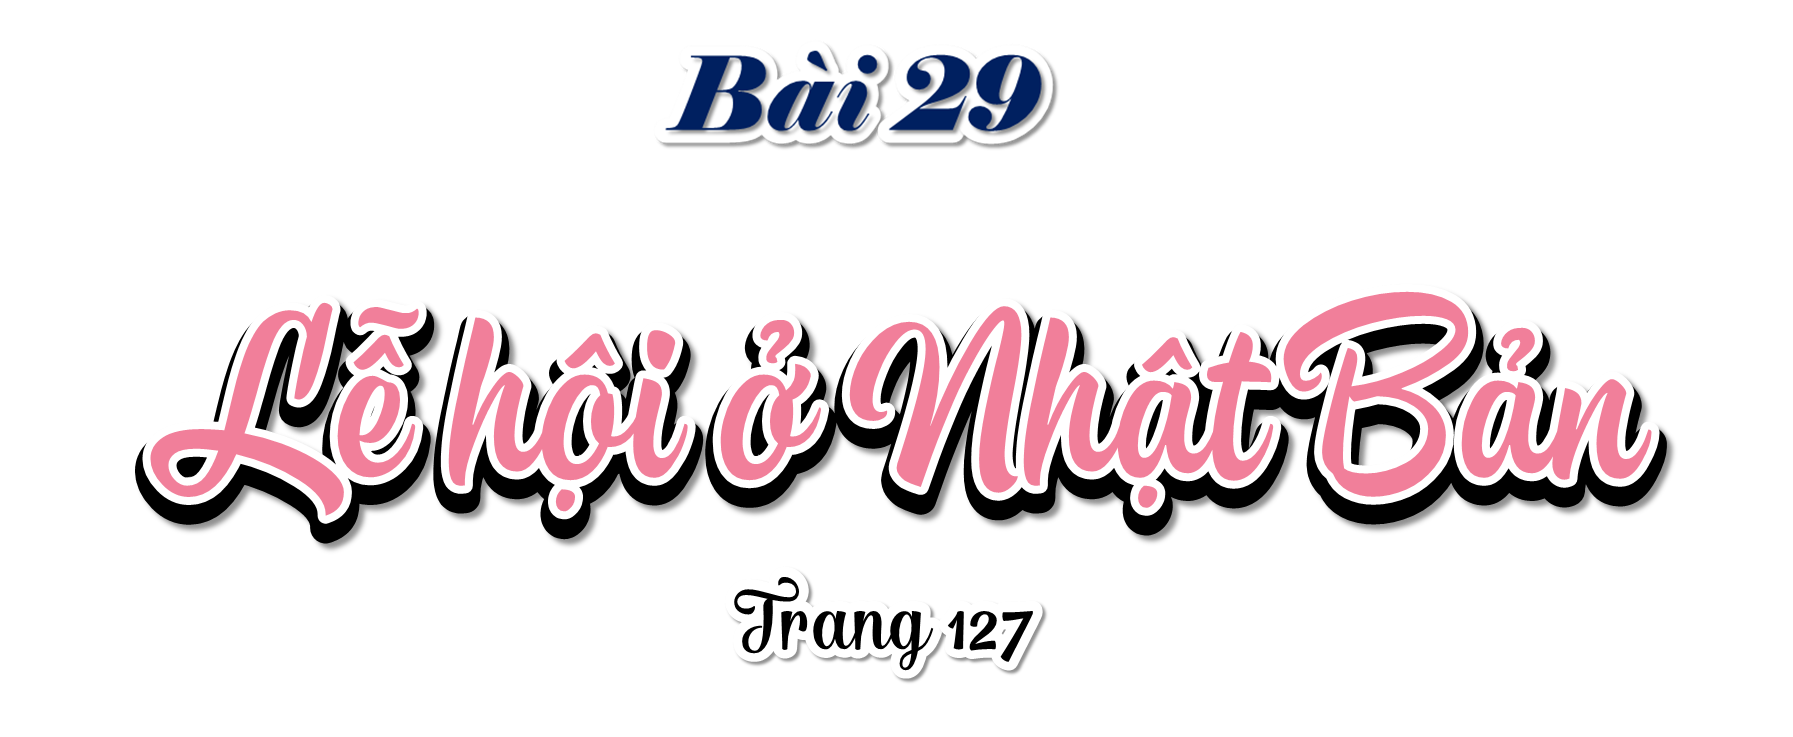 Bài 29
Lễ hội ở Nhật Bản
Trang 127